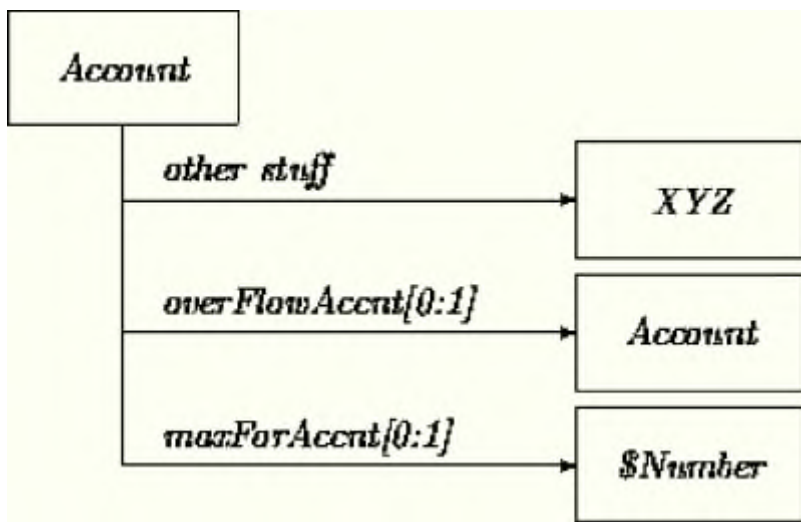 Account
other stuff
XYZ
overFlowAccnt[0:1]
Account
maxForAccnt[0:1]
$Number